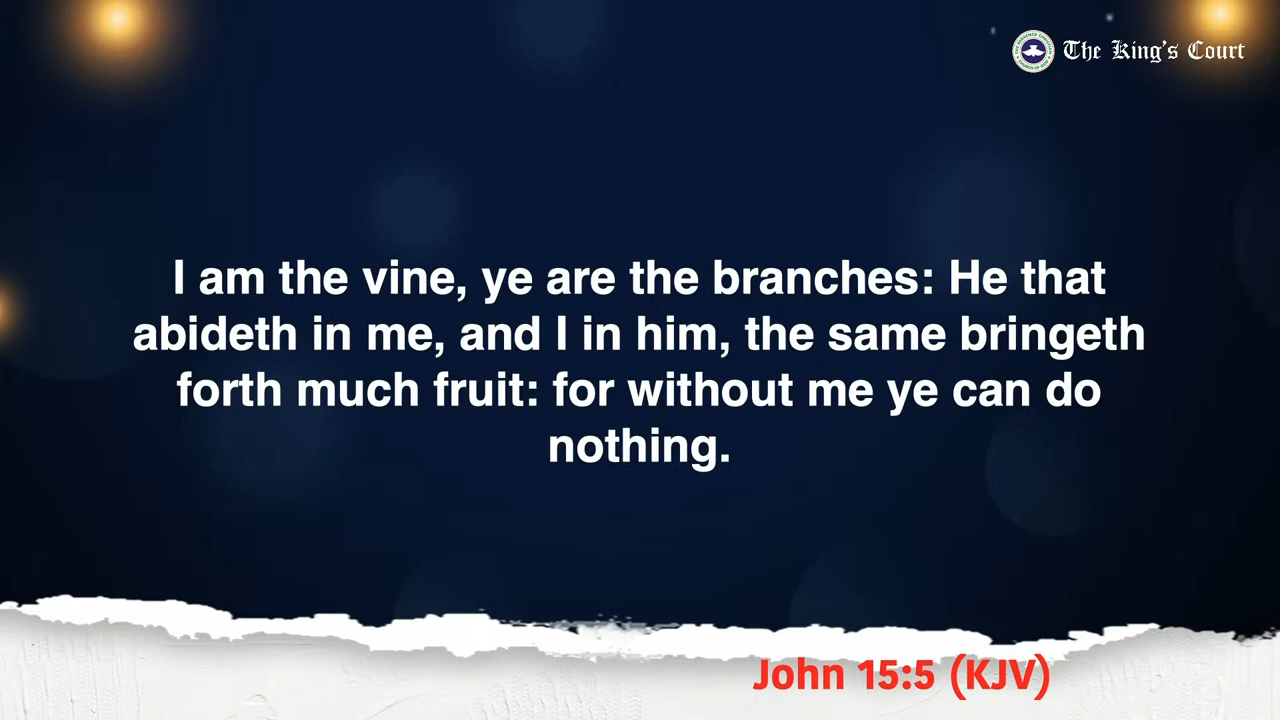 The King's Court
I am the vine, ye are the branches: He that
abideth in me, and I in him, the same bringeth
forth much fruit: for without me ye can do
nothing.
John 15:5 (KJV)